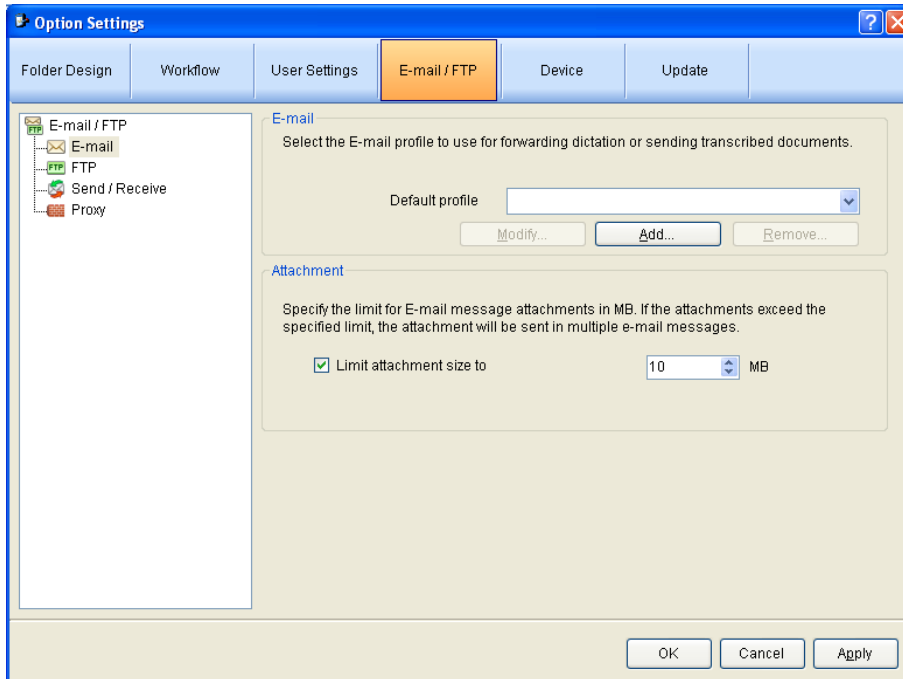 Option Settings
Folder Design
Workflow
User Settings
E-mail / FTP
Device
Update
E-mail / FTP
E-mail
FTP
Send / Receive
Proxy
E-mail
Select the E-mail profile to use for forwarding dictation or sending transcribed documents.
Default profile
Modify...
Add...
Remove...
Attachment
Specify the limit for E-mail message attachments in MB. If the attachments exceed the
specified limit, the attachment will be sent in multiple e-mail messages.
Limit attachment size to
10
MB
OK
Cancel
Apply